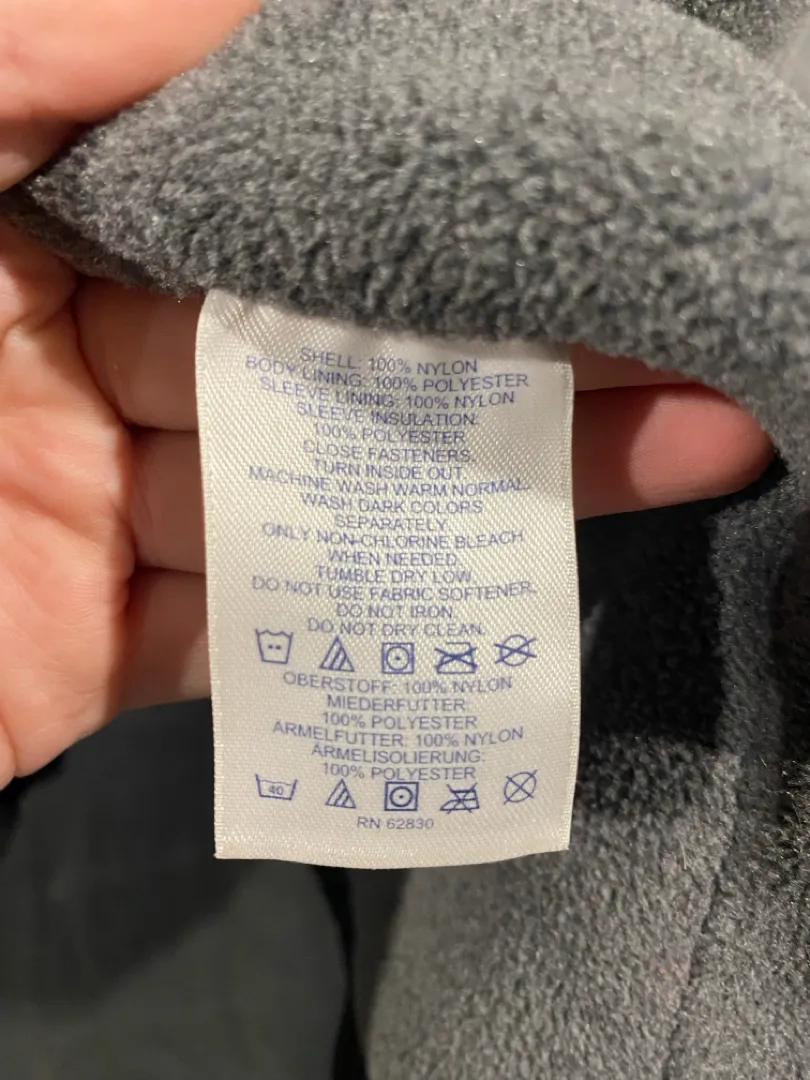 SHELL: 100% NYLON
BODY LINING: 100% POLYESTER
SLEEVE LINING: 100% NYLON
SLEEVE INSULATION:
100% POLYESTER
CLOSE FASTENERS.
TURN INSIDE OUT.
MACHINE WASH WARM NORMAL.
WASH DARK COLORS
SEPARATELY.
ONLY NON-CHLORINE BLEACH
WHEN NEEDED.
TUMBLE DRY LOW.
DO NOT USE FABRIC SOFTENER.
DO NOT IRON.
DO NOT DRY CLEAN.
OBERSTOFF: 100% NYLON
MIEDERFUTTER:
100% POLYESTER
ARMELFUTTER: 100% NYLON
ARMELISOLIERUNG:
100% POLYESTER
40
RN 62830